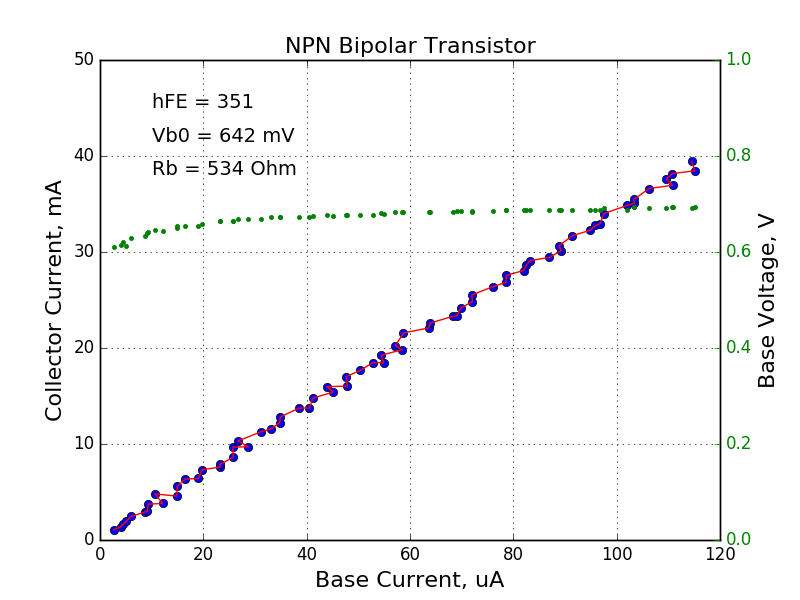 NPN Bipolar Transistor
hFE = 351
Vb0 = 642 mV
Rb = 534 Ohm
50
40
30
20
10
0
Collector Current, mA
1.0
0.8
0.6
0.4
0.2
0.0
Base Voltage, V
0 20 40 60 80 100 120
Base Current, uA